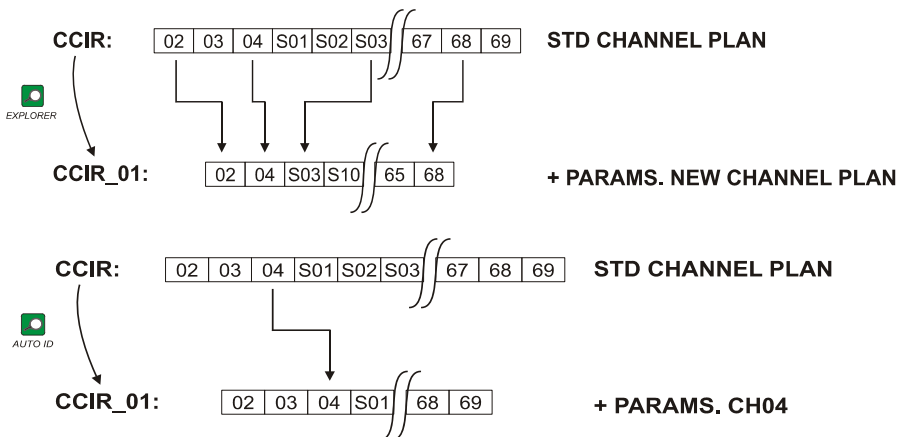 CCIR: 02 03 04 S01 S02 S03 67 68 69 STD CHANNEL PLAN
EXPLORER
CCIR_01: 02 04 S03 S10 65 68 + PARAMS. NEW CHANNEL PLAN
CCIR: 02 03 04 S01 S02 S03 67 68 69 STD CHANNEL PLAN
AUTO ID
CCIR_01: 02 03 04 S01 68 69 + PARAMS. CH04